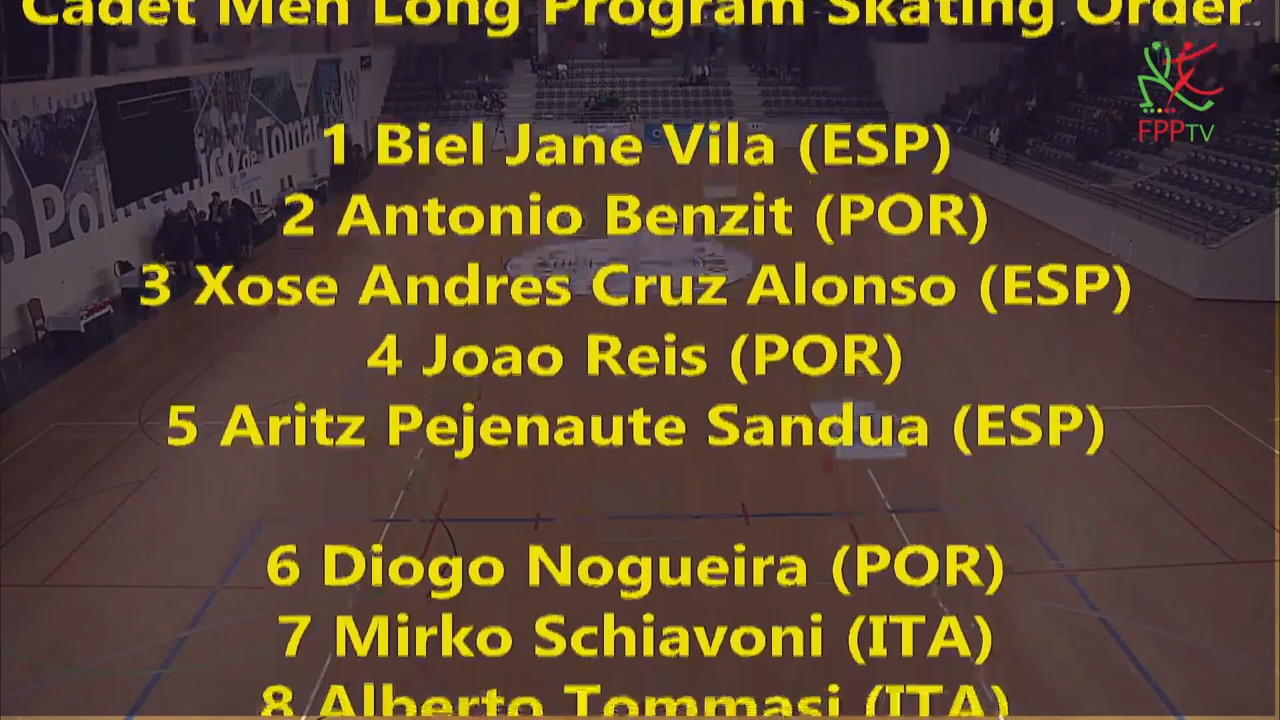 Cadet Men Long Program Skating Order
FPPTV
1 Biel Jane Vila (ESP)
2 Antonio Benzit (POR)
3 Xose Andres Cruz Alonso (ESP)
4 Joao Reis (POR)
5 Aritz Pejenaute Sandua (ESP)
6 Diogo Nogueira (POR)
7 Mirko Schiavoni (ITA)
8 Alberto Tommasi (ITA)
de Tomar